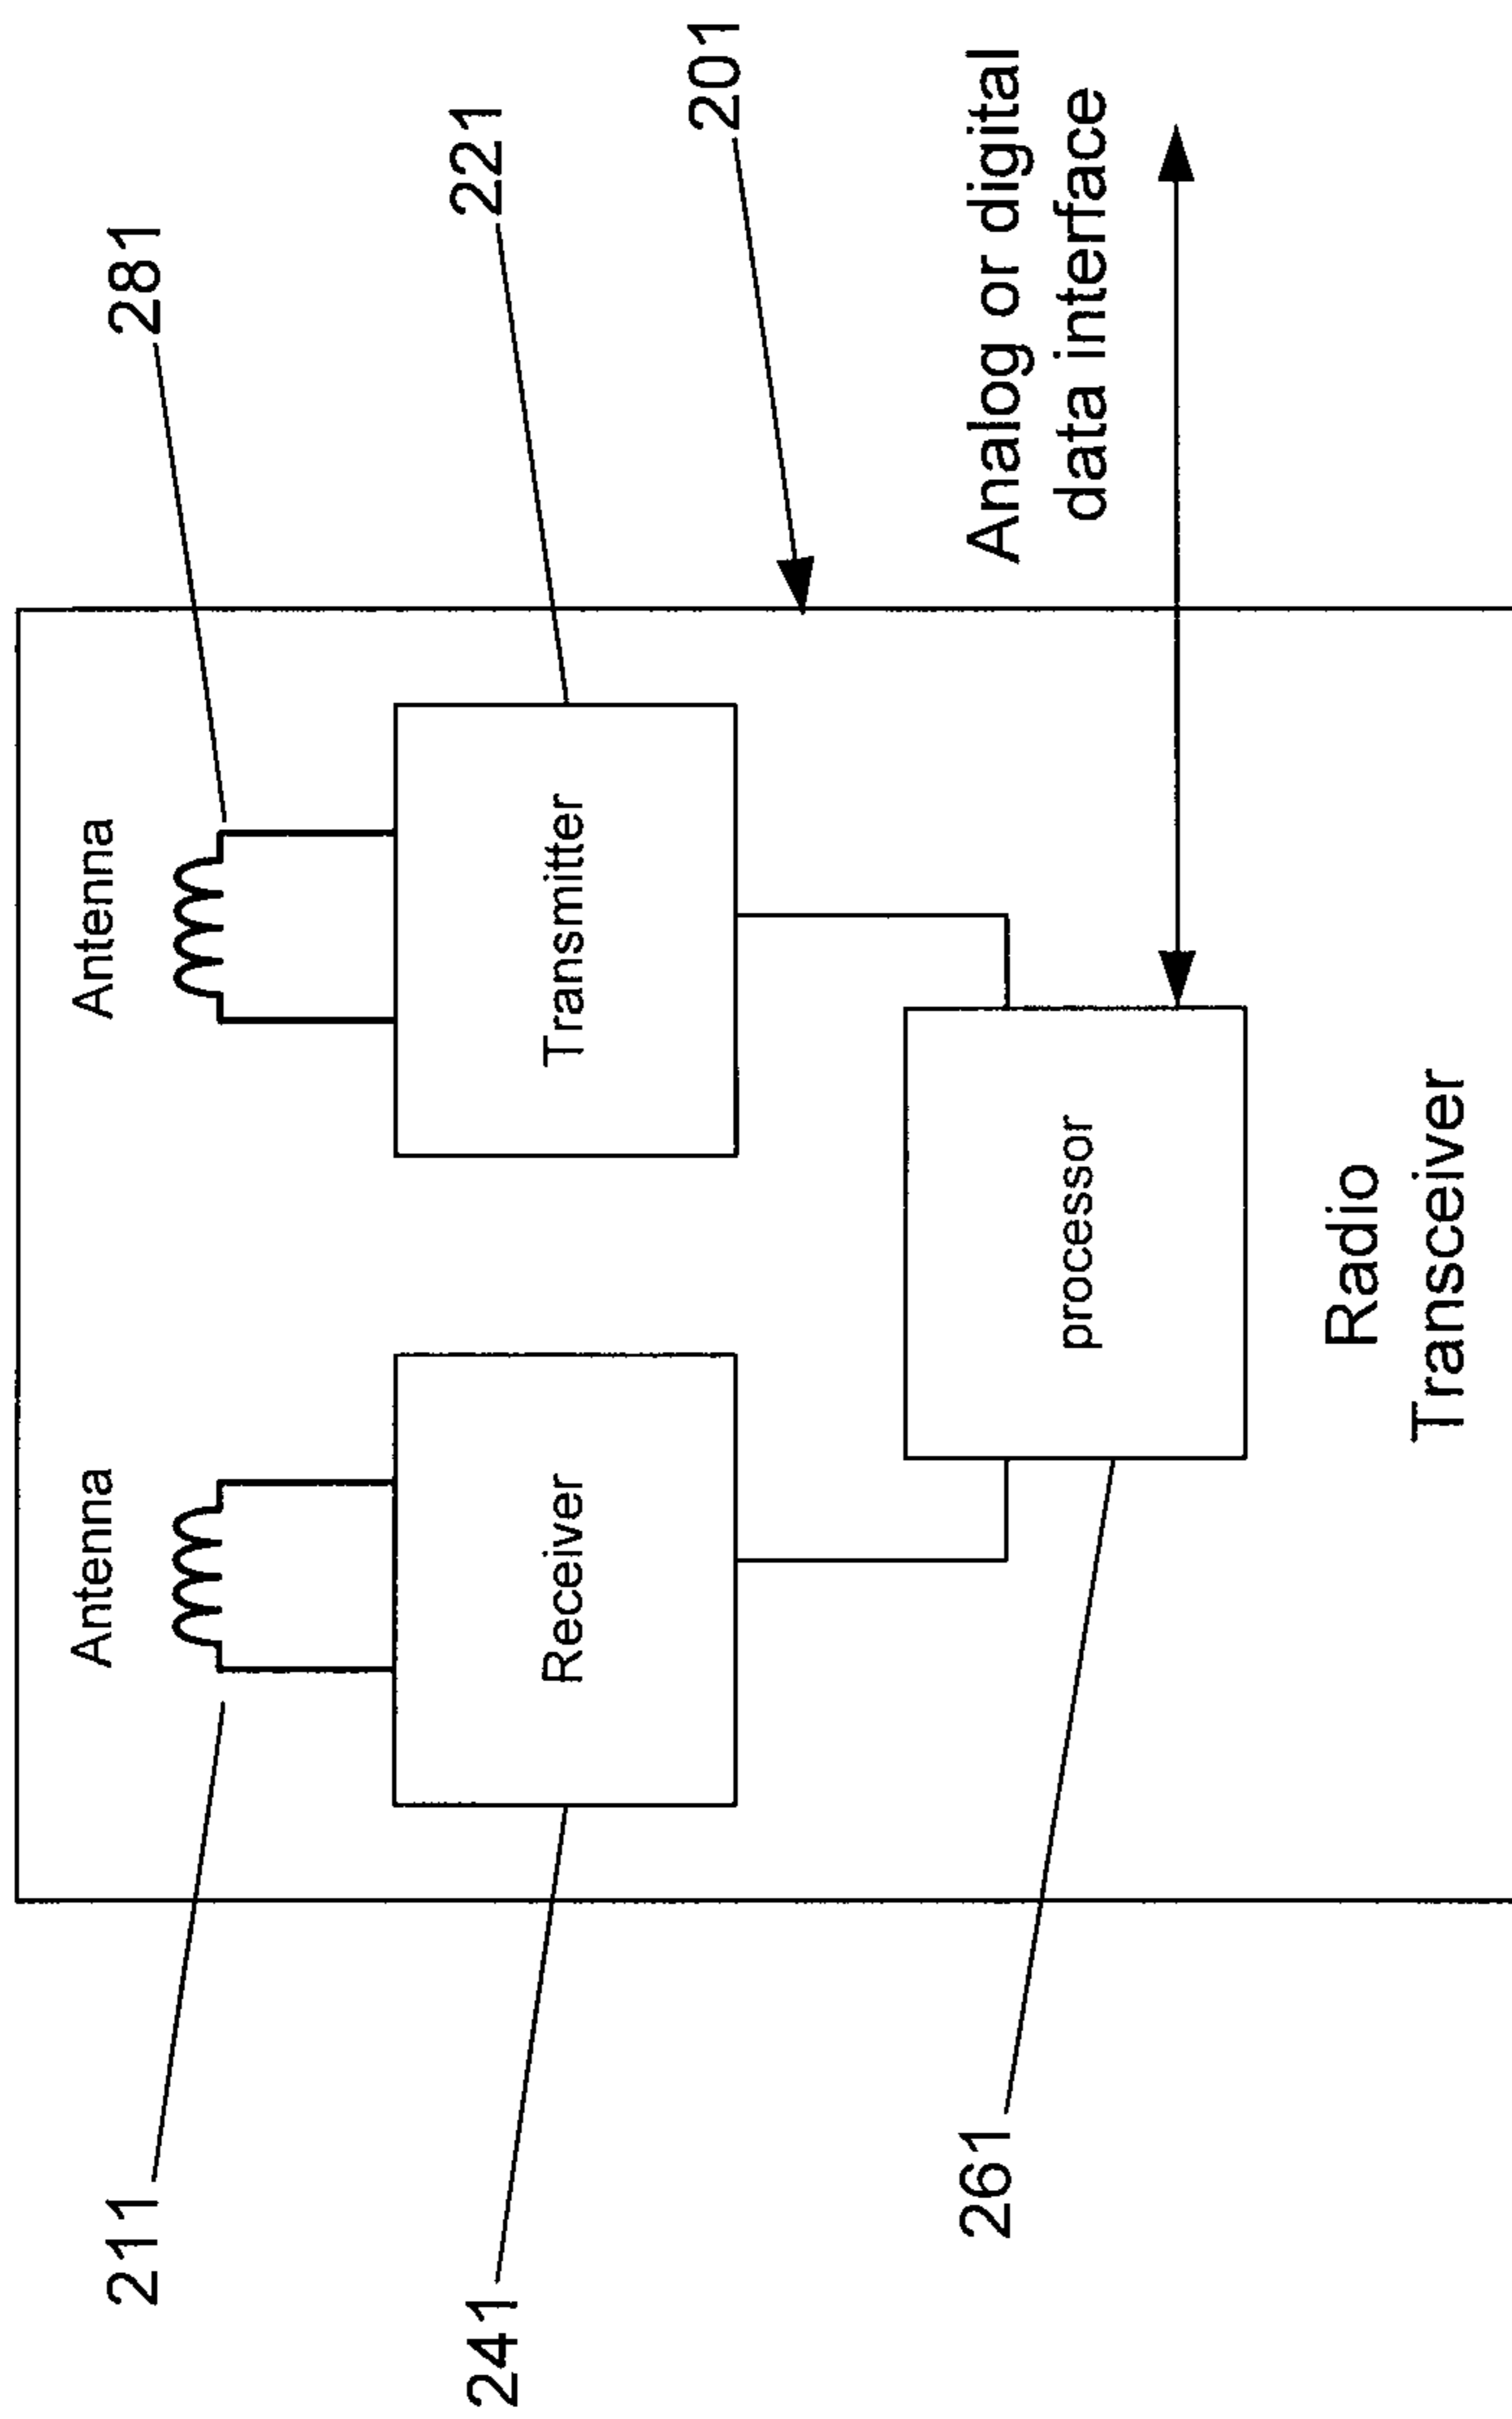 211
Antenna
Antenna
281
241
Receiver
Transmitter
221
201
261
processor
Analog or digital
data interface
Radio
Transceiver